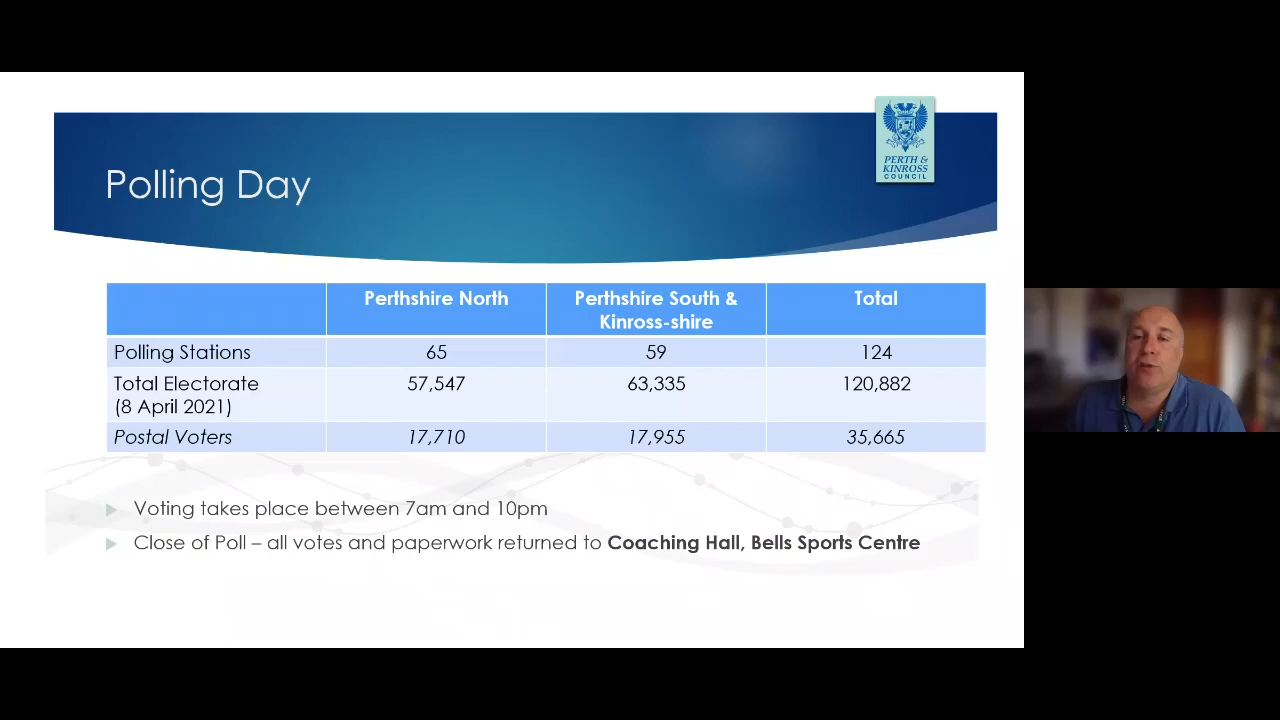 PERTH &
KINROSS
COUNCIL
Polling Day
Perthshire North
Perthshire South &
Kinross-shire
Total
Polling Stations
65
59
124
Total Electorate
(8 April 2021)
57,547
63,335
120,882
Postal Voters
17,710
17,955
35,665
Voting takes place between 7am and 10pm
Close of Poll – all votes and paperwork returned to Coaching Hall, Bells Sports Centre